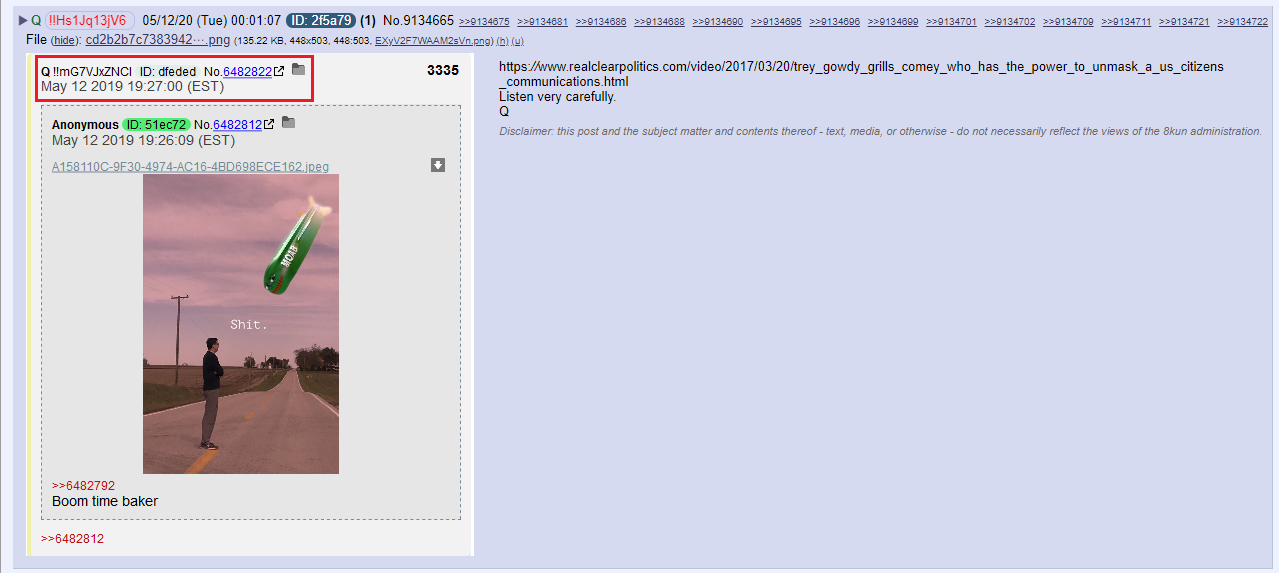 ▶ Q !!Hs1Jq13jV6 05/12/20 (Tue) 00:01:07 ID: 2f5a79 (1) No.9134665 >>9134675 >>9134681 >>9134686 >>9134688 >>9134690 >>9134695 >>9134696 >>9134699 >>9134701 >>9134702 >>9134709 >>9134711 >>9134721 >>9134722
File (hide): cd2b2b7c7383942⋯.png (135.22 KB, 448x503, 448:503, EXyV2F7WAAM2sVn.png) (h) (u)
Q !!mG7VJxZNCI ID: dfeded No.6482822 3335
May 12 2019 19:27:00 (EST)
Anonymous ID: 51ec72 No.6482812
May 12 2019 19:26:09 (EST)
A158110C-9F30-4974-AC16-4BD698ECE162.jpeg
MOAB
Shit.
>>6482792
Boom time baker
>>6482812
https://www.realclearpolitics.com/video/2017/03/20/trey_gowdy_grills_comey_who_has_the_power_to_unmask_a_us_citizens
_communications.html
Listen very carefully.
Q
Disclaimer: this post and the subject matter and contents thereof - text, media, or otherwise - do not necessarily reflect the views of the 8kun administration.